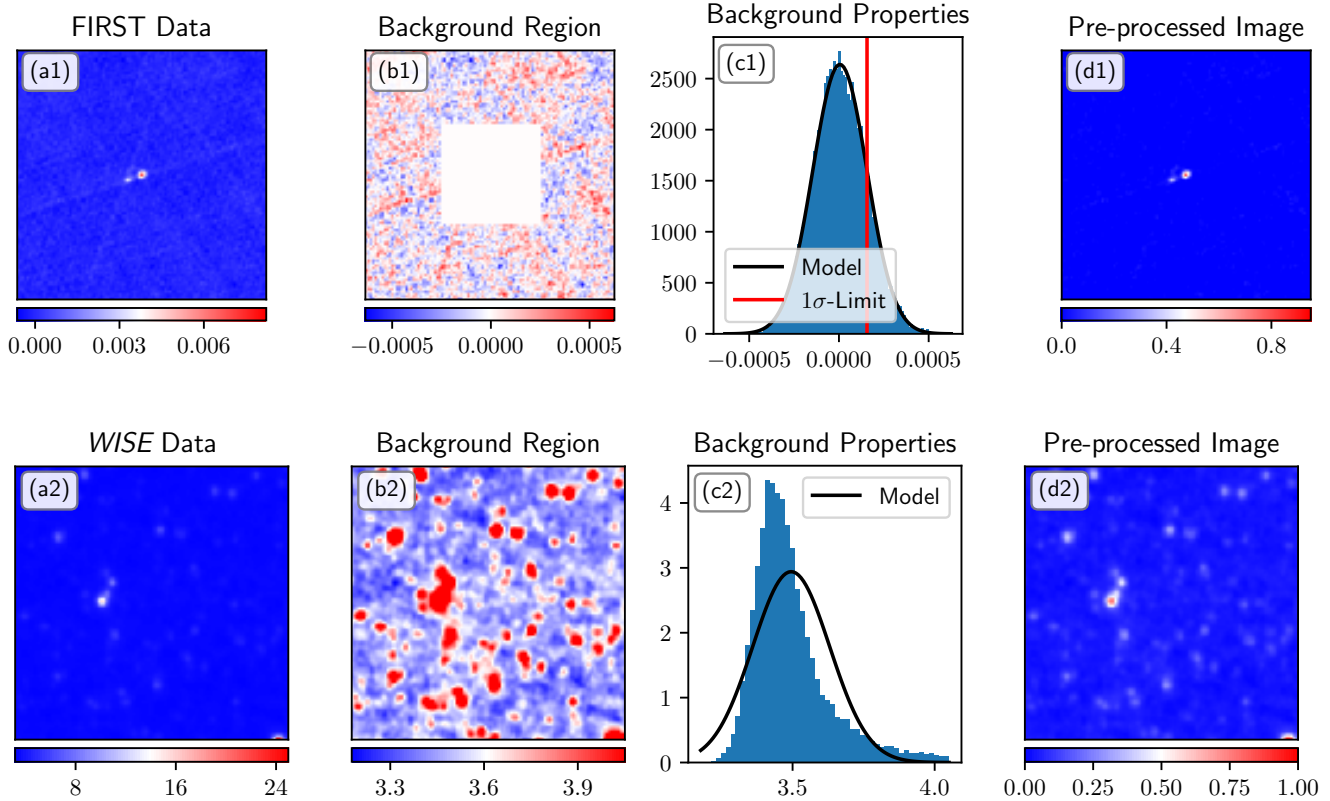 FIRST Data
(a1)
0.000 0.003 0.006
Background Region
(b1)
−0.0005 0.0000 0.0005
Background Properties
(c1)
2500
2000
1500
1000
500
0
Model
1σ-Limit
−0.0005 0.0000 0.0005
Pre-processed Image
(d1)
0.0 0.4 0.8
WISE Data
(a2)
8 16 24
Background Region
(b2)
3.3 3.6 3.9
Background Properties
(c2)
Model
4
3
2
1
0
3.5 4.0
Pre-processed Image
(d2)
0.00 0.25 0.50 0.75 1.00